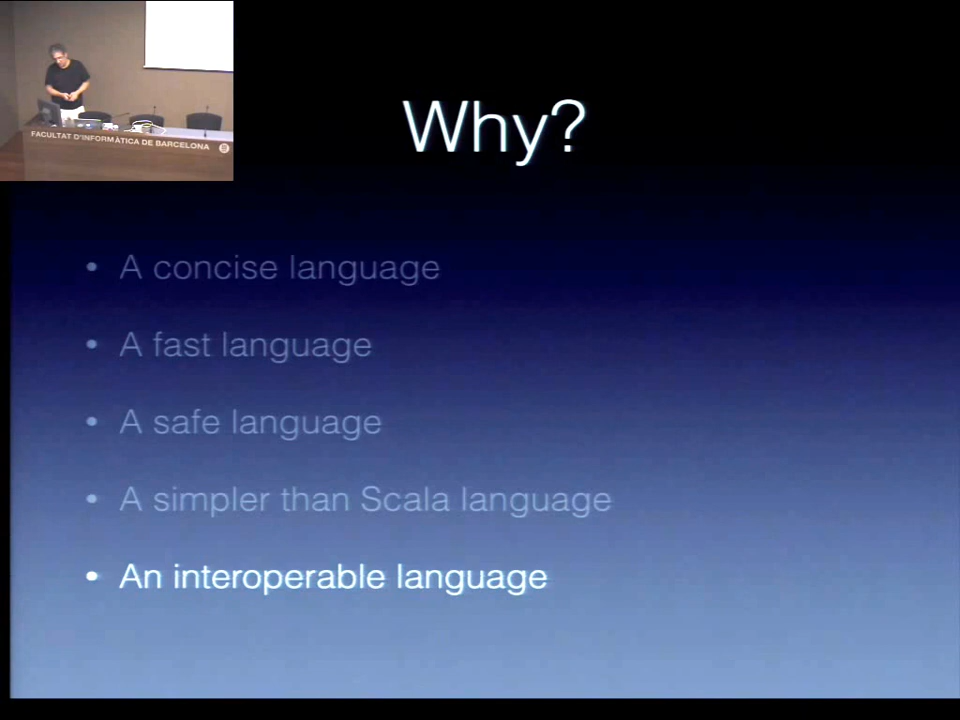 FACULTAT D'INFORMÀTICA DE BARCELONA
Why?
• A concise language
• A fast language
• A safe language
• A simpler than Scala language
• An interoperable language